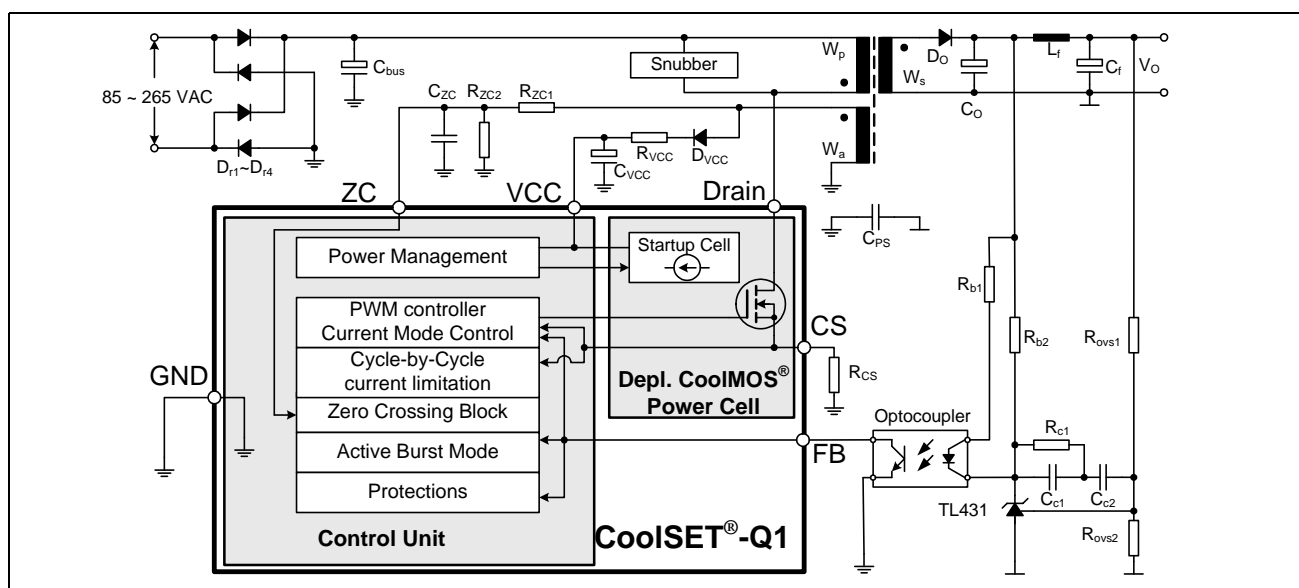 85 ~ 265 VAC
Dr1~Dr4
Cbus
Snubber
Wp
Ws
Wa
DO
CO
Lf
Cf
VO
CZC
RZC2
RZC1
RVCC
DVCC
CVCC
ZC
VCC
Drain
CPS
Power Management
Startup Cell
PWM controller
Current Mode Control
Cycle-by-Cycle
current limitation
Zero Crossing Block
Active Burst Mode
Protections
Control Unit
Depl. CoolMOS®
Power Cell
CoolSET®-Q1
GND
CS
RCS
FB
Optocoupler
Rb1
Rb2
Rovs1
Rc1
Cc1
Cc2
TL431
Rovs2